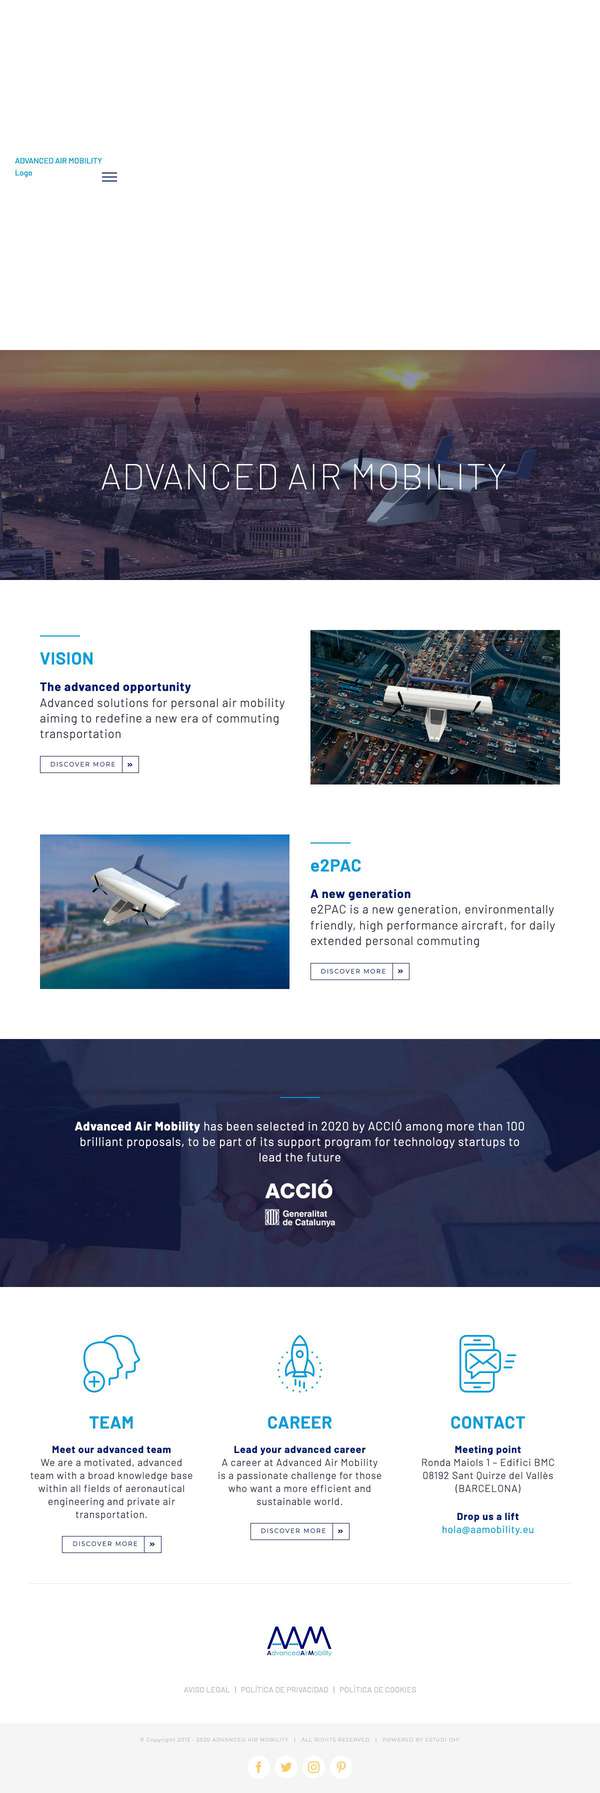 ADVANCED AIR MOBILITY
Logo
AAM
ADVANCED AIR MOBILITY
VISION
The advanced opportunity
Advanced solutions for personal air mobility
aiming to redefine a new era of commuting
transportation
DISCOVER MORE »
e2PAC
A new generation
e2PAC is a new generation, environmentally
friendly, high performance aircraft, for daily
extended personal commuting
DISCOVER MORE »
Advanced Air Mobility has been selected in 2020 by ACCIÓ among more than 100
brilliant proposals, to be part of its support program for technology startups to
lead the future
ACCIÓ
Generalitat
de Catalunya
TEAM
Meet our advanced team
We are a motivated, advanced
team with a broad knowledge base
within all fields of aeronautical
engineering and private air
transportation.
DISCOVER MORE »
CAREER
Lead your advanced career
A career at Advanced Air Mobility
is a passionate challenge for those
who want a more efficient and
sustainable world.
DISCOVER MORE »
CONTACT
Meeting point
Ronda Maiols 1 – Edifici BMC
08192 Sant Quirze del Vallès
(BARCELONA)
Drop us a lift
hola@aamobility.eu
AAM
AdvancedAirMobility
AVISO LEGAL | POLÍTICA DE PRIVACIDAD | POLÍTICA DE COOKIES
© Copyright 2013 - 2020 ADVANCED AIR MOBILITY | ALL RIGHTS RESERVED | POWERED BY ESTUDI